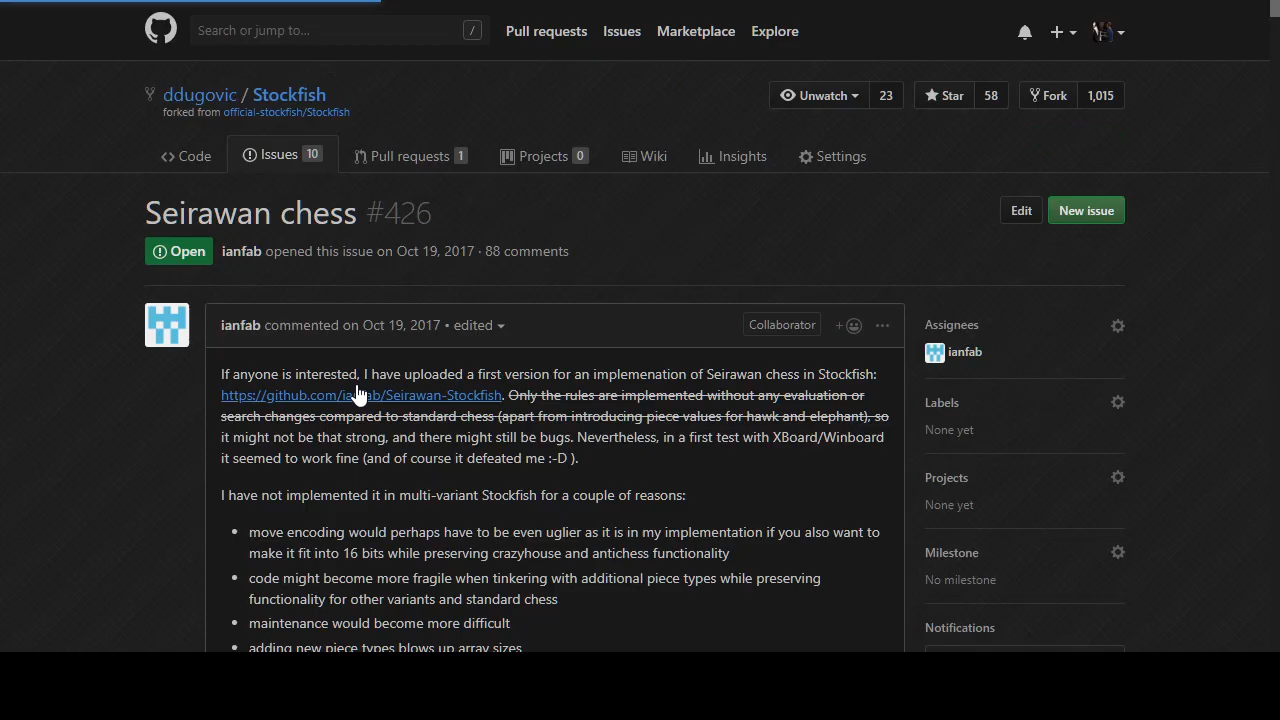 Search or jump to... / Pull requests Issues Marketplace Explore
ddugovic / Stockfish Unwatch 23 Star 58 Fork 1,015
forked from official-stockfish/Stockfish
Code Issues 10 Pull requests 1 Projects 0 Wiki Insights Settings
Seirawan chess #426 Edit New issue
Open ianfab opened this issue on Oct 19, 2017 · 88 comments
ianfab commented on Oct 19, 2017 • edited Collaborator + ... Assignees
ianfab
If anyone is interested, I have uploaded a first version for an implemenation of Seirawan chess in Stockfish:
https://github.com/ianfab/Seirawan-Stockfish. Only the rules are implemented without any evaluation or Labels
search changes compared to standard chess (apart from introducing piece values for hawk and elephant), so
None yet
it might not be that strong, and there might still be bugs. Nevertheless, in a first test with XBoard/Winboard
it seemed to work fine (and of course it defeated me :-D ).
Projects
I have not implemented it in multi-variant Stockfish for a couple of reasons:
None yet
• move encoding would perhaps have to be even uglier as it is in my implementation if you also want to
make it fit into 16 bits while preserving crazyhouse and antichess functionality Milestone
• code might become more fragile when tinkering with additional piece types while preserving No milestone
functionality for other variants and standard chess
• maintenance would become more difficult Notifications
• adding new piece types blows up array sizes